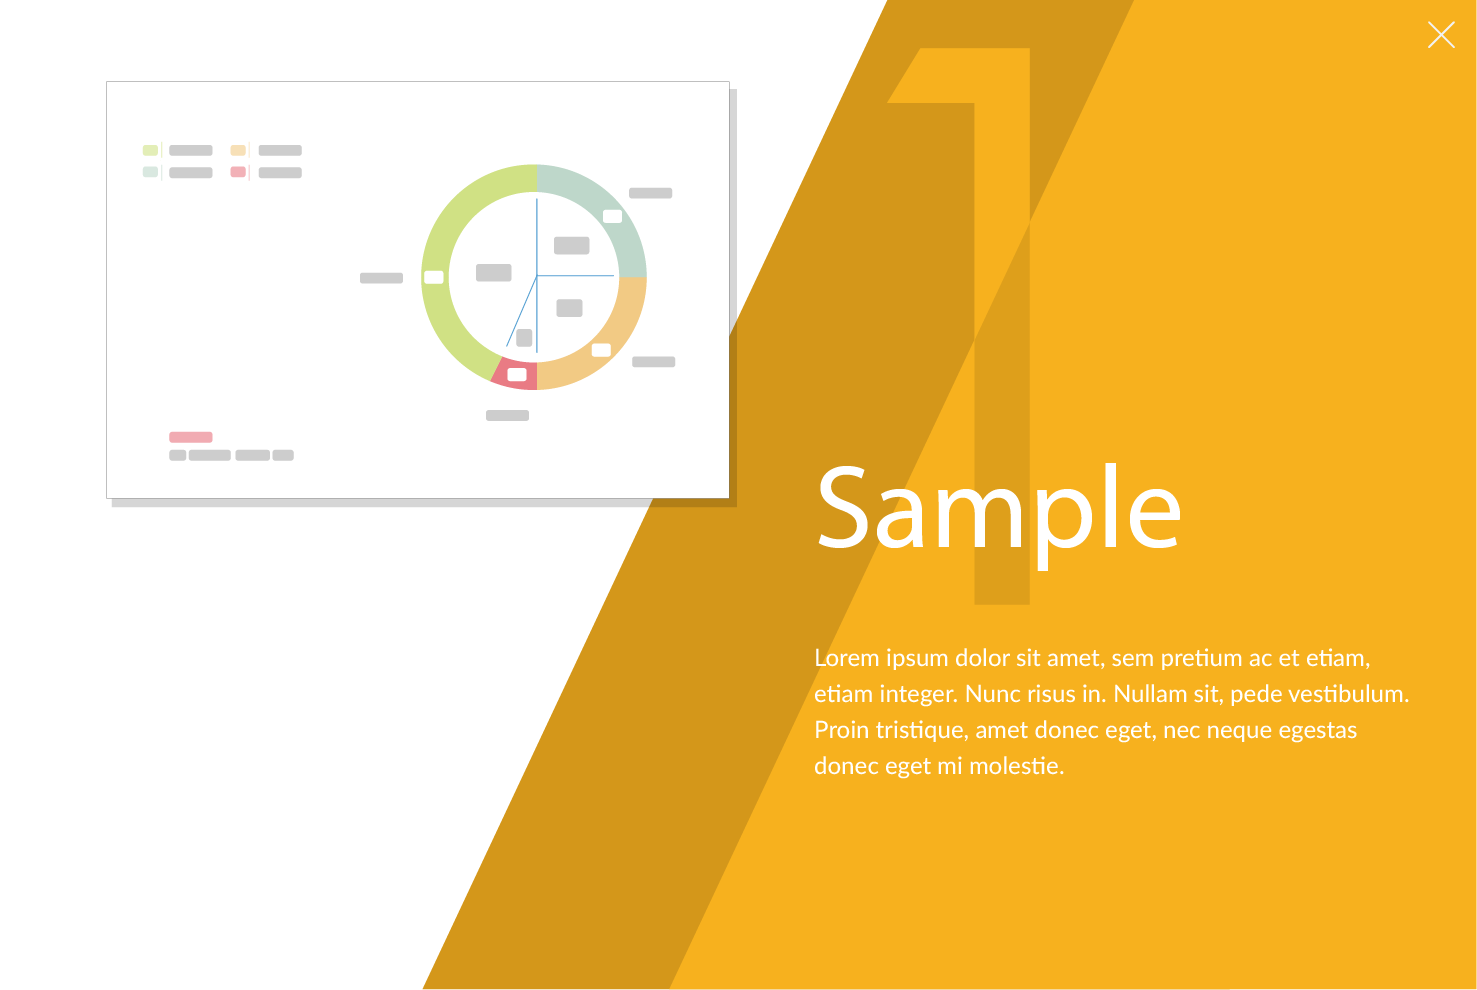 1
Sample
Lorem ipsum dolor sit amet, sem pretium ac et etiam,
etiam integer. Nunc risus in. Nullam sit, pede vestibulum.
Proin tristique, amet donec eget, nec neque egestas
donec eget mi molestie.